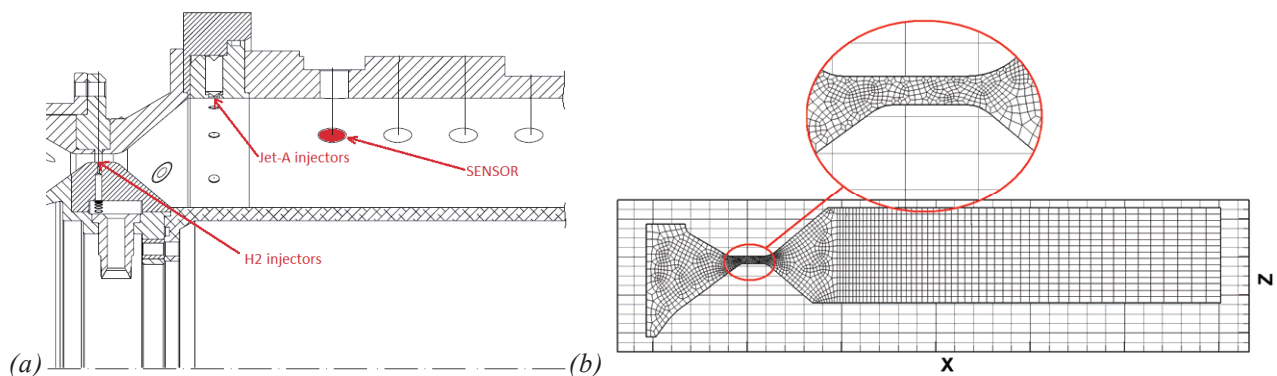 Jet-A injectors
SENSOR
H2 injectors
(a)
(b)
X
Z